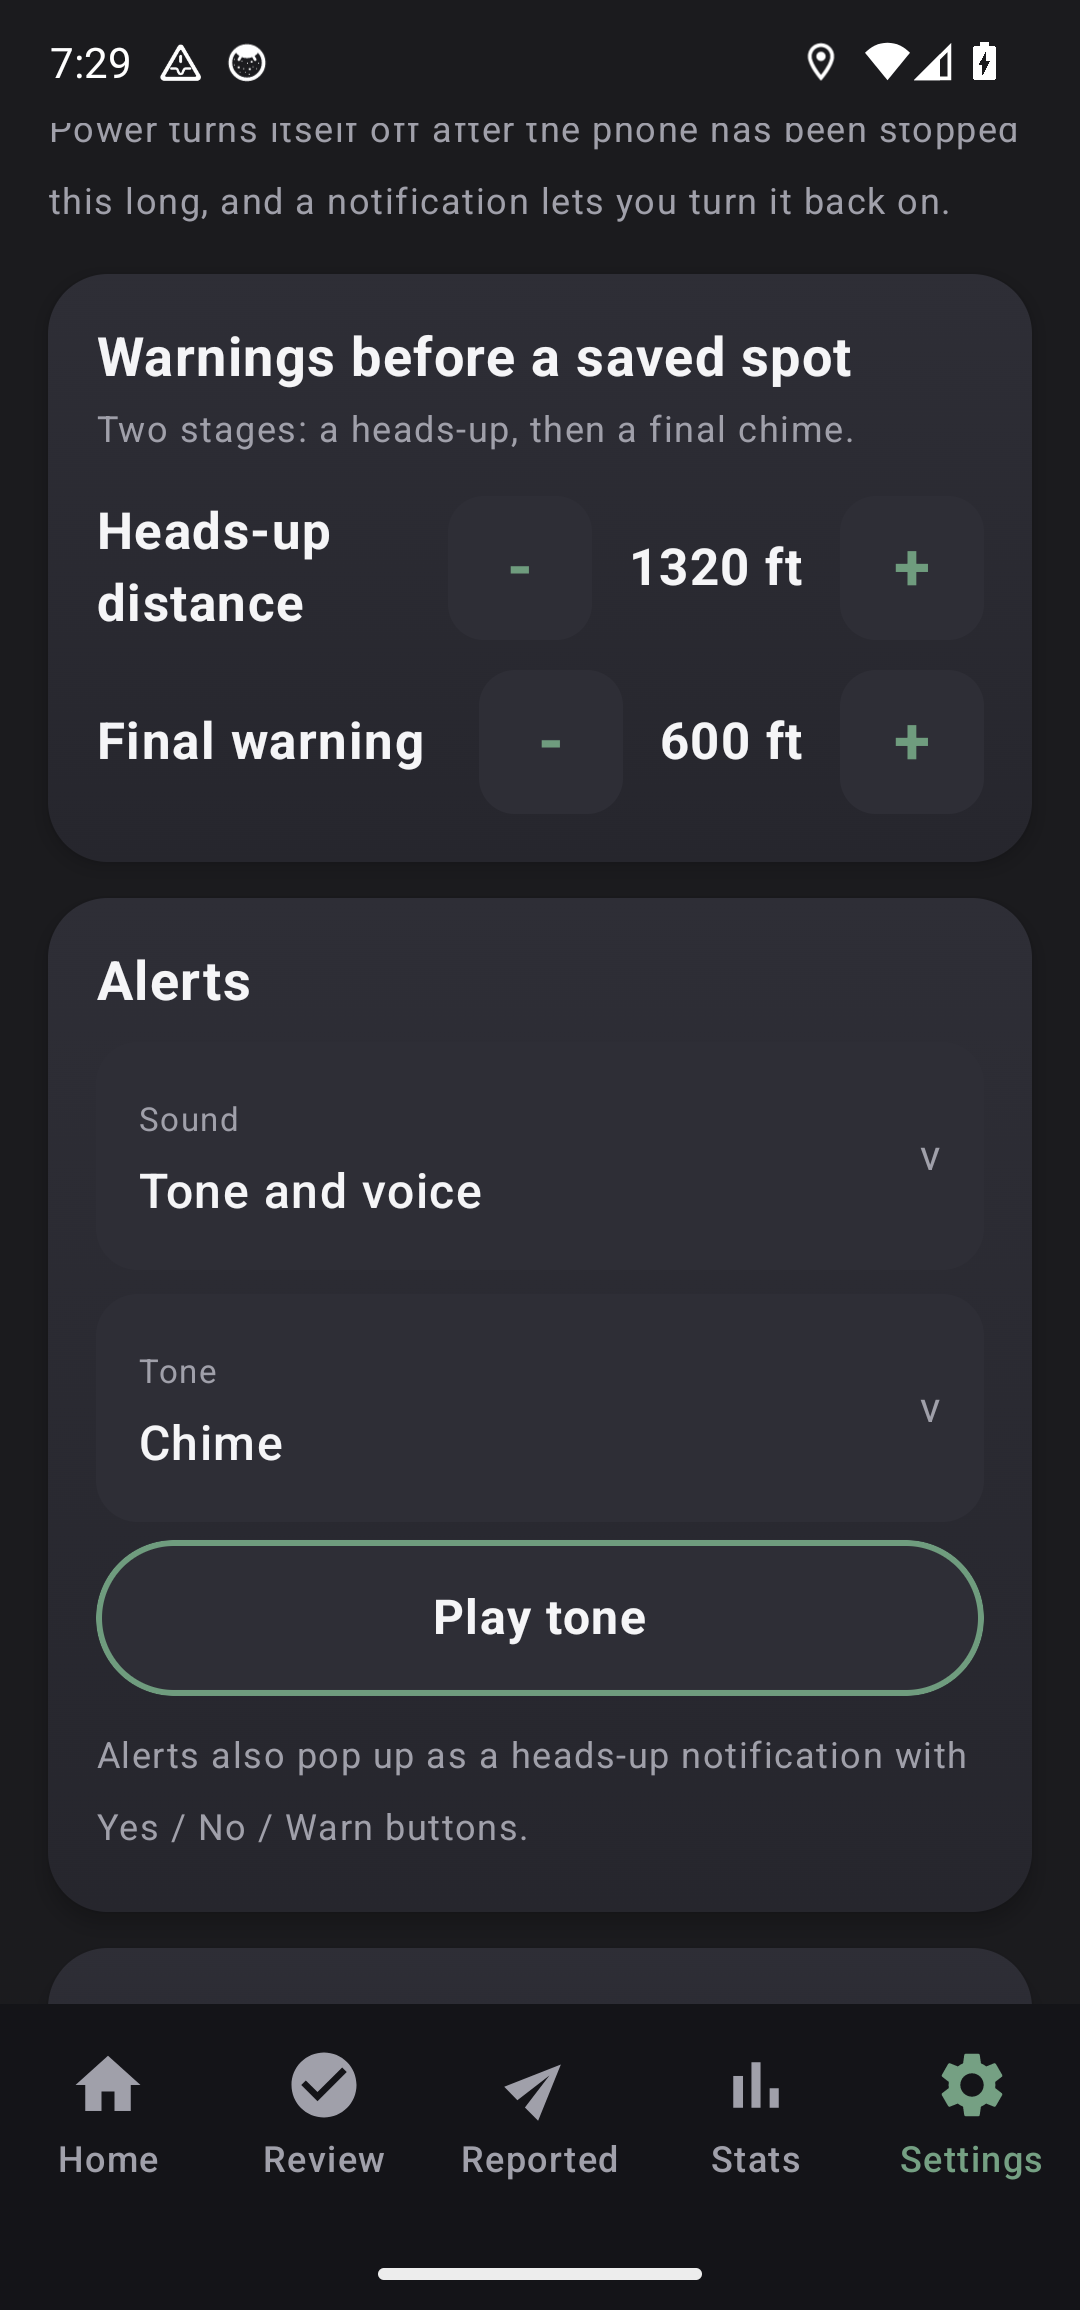 7:29
Power turns itself off after the phone has been stopped
this long, and a notification lets you turn it back on.
Warnings before a saved spot
Two stages: a heads-up, then a final chime.
Heads-up
distance
- 1320 ft +
Final warning - 600 ft +
Alerts
Sound
Tone and voice
v
Tone
Chime
v
Play tone
Alerts also pop up as a heads-up notification with
Yes / No / Warn buttons.
Home Review Reported Stats Settings